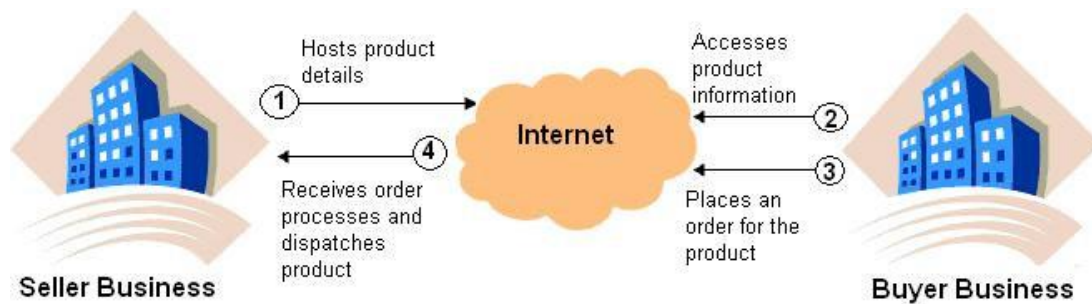 Hosts product
details
1
Accesses
product
information
2
Internet
4
3
Receives order
processes and
dispatches
product
Places an
order for the
product
Seller Business
Buyer Business